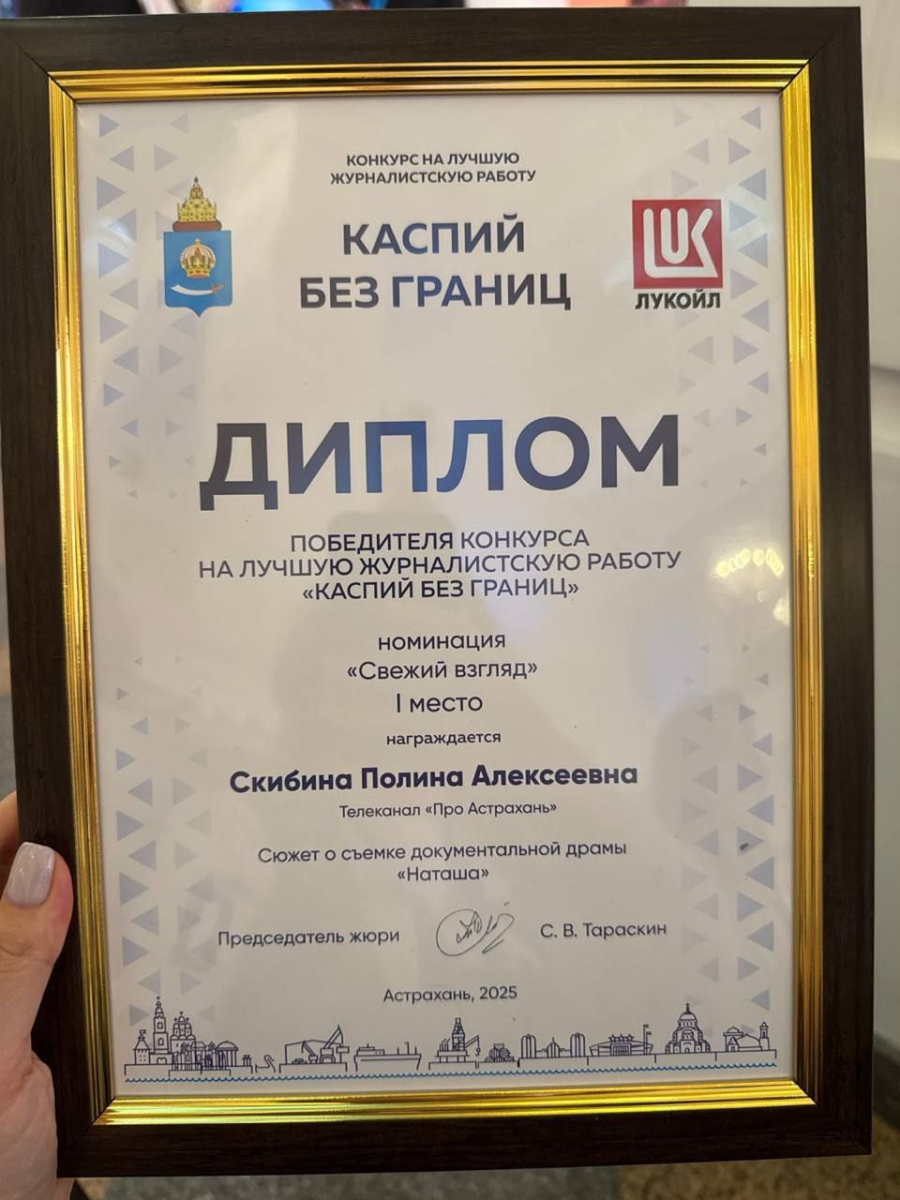 КОНКУРС НА ЛУЧШУЮ
ЖУРНАЛИСТСКУЮ РАБОТУ
КАСПИЙ
БЕЗ ГРАНИЦ
ЛУКОЙЛ
ДИПЛОМ
ПОБЕДИТЕЛЯ КОНКУРСА
НА ЛУЧШУЮ ЖУРНАЛИСТСКУЮ РАБОТУ
«КАСПИЙ БЕЗ ГРАНИЦ»
номинация
«Свежий взгляд»
I место
награждается
Скибина Полина Алексеевна
Телеканал «Про Астрахань»
Сюжет о съемке документальной драмы
«Наташа»
Председатель жюри С. В. Тараскин
Астрахань, 2025